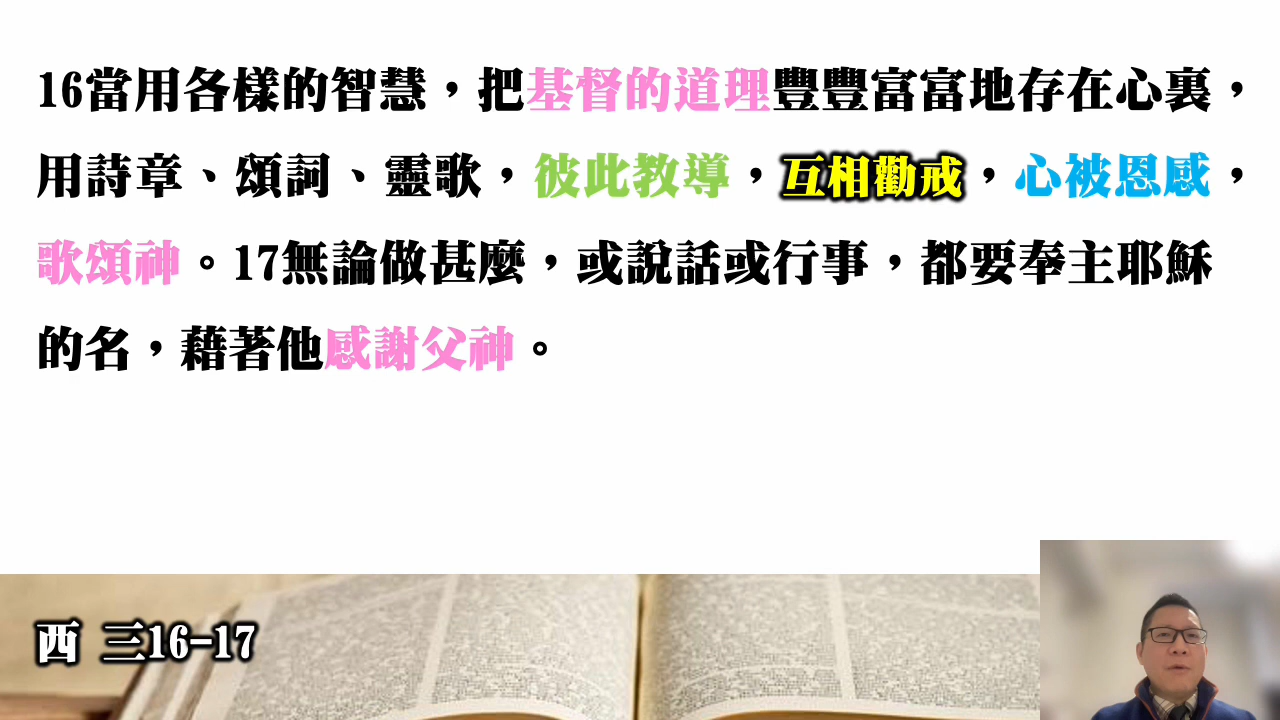 16當用各樣的智慧，把基督的道理豐豐富富地存在心裏，
用詩章、頌詞、靈歌，彼此教導，互相勸戒，心被恩感，
歌頌神。17無論做甚麼，或說話或行事，都要奉主耶穌
的名，藉著他感謝父神。
西 三16-17